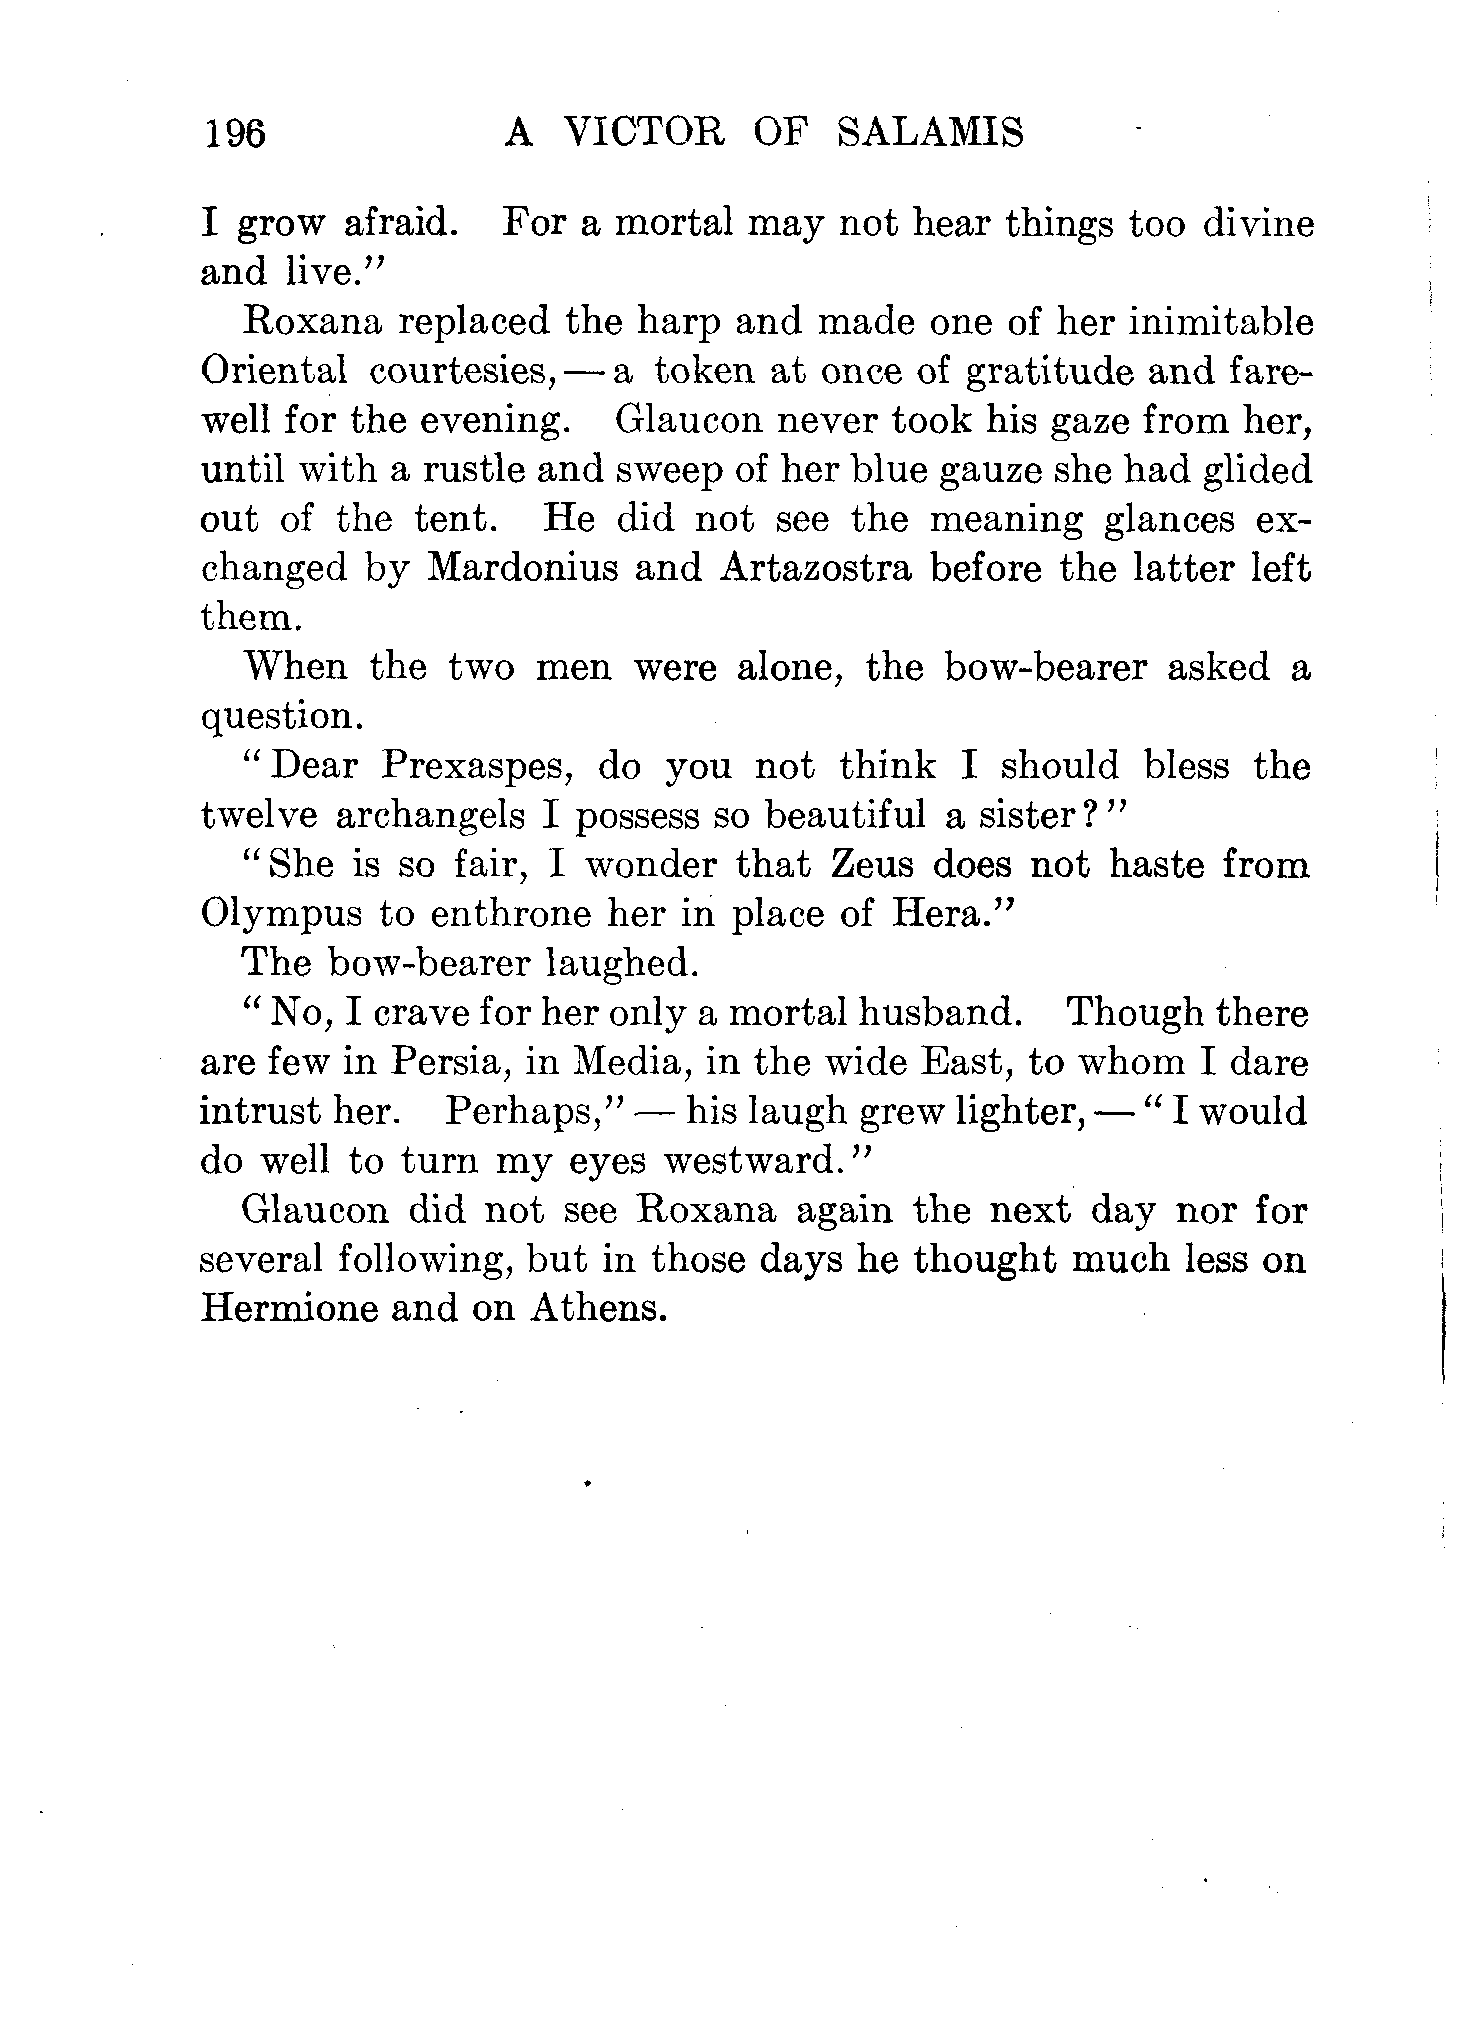 196 A VICTOR OF SALAMIS
I grow afraid. For a mortal may not hear things too divine
and live."
Roxana replaced the harp and made one of her inimitable
Oriental courtesies,—a token at once of gratitude and fare-
well for the evening. Glaucon never took his gaze from her,
until with a rustle and sweep of her blue gauze she had glided
out of the tent. He did not see the meaning glances ex-
changed by Mardonius and Artazostra before the latter left
them.
When the two men were alone, the bow-bearer asked a
question.
"Dear Prexaspes, do you not think I should bless the
twelve archangels I possess so beautiful a sister?"
"She is so fair, I wonder that Zeus does not haste from
Olympus to enthrone her in place of Hera."
The bow-bearer laughed.
"No, I crave for her only a mortal husband. Though there
are few in Persia, in Media, in the wide East, to whom I dare
intrust her. Perhaps,"—his laugh grew lighter,—"I would
do well to turn my eyes westward."
Glaucon did not see Roxana again the next day nor for
several following, but in those days he thought much less on
Hermione and on Athens.